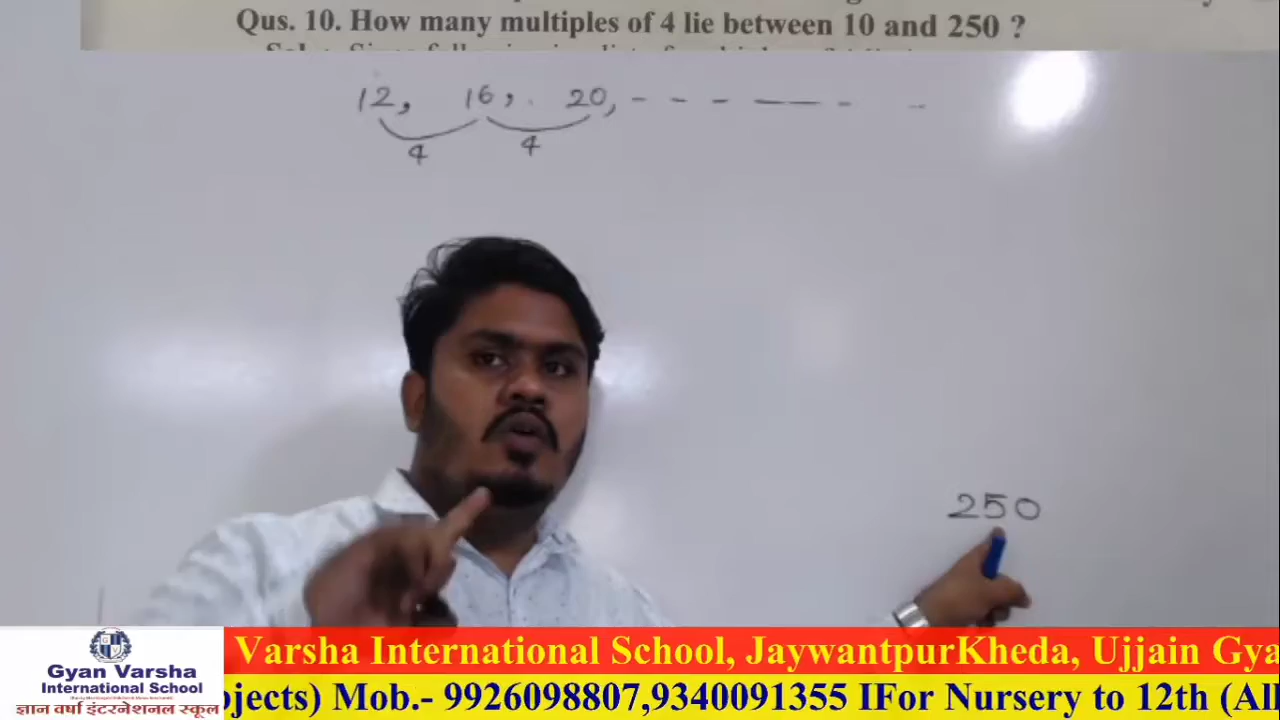 Qus. 10. How many multiples of 4 lie between 10 and 250 ?
12, 16, 20, - - - — — -
4 4
250
Gyan Varsha
International School
ज्ञान वर्षा इंटरनेशनल स्कूल
Varsha International School, JaywantpurKheda, Ujjain Gya
bjects) Mob.- 9926098807,9340091355 IFor Nursery to 12th (All